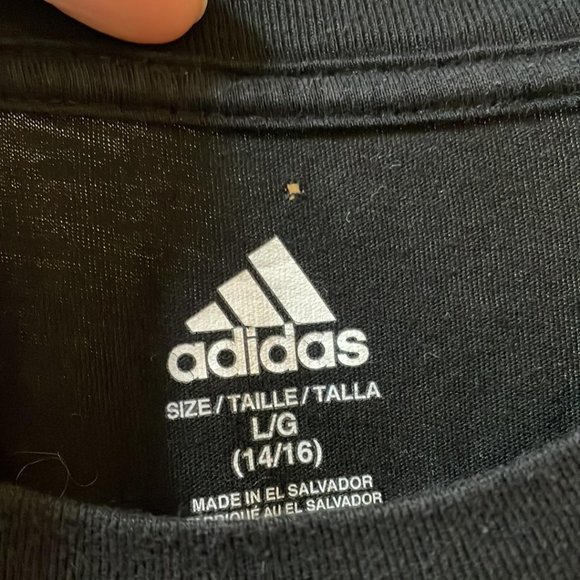 adidas
SIZE/TAILLE/TALLA
L/G
(14/16)
MADE IN EL SALVADOR
FABRIQUÉ AU EL SALVADOR